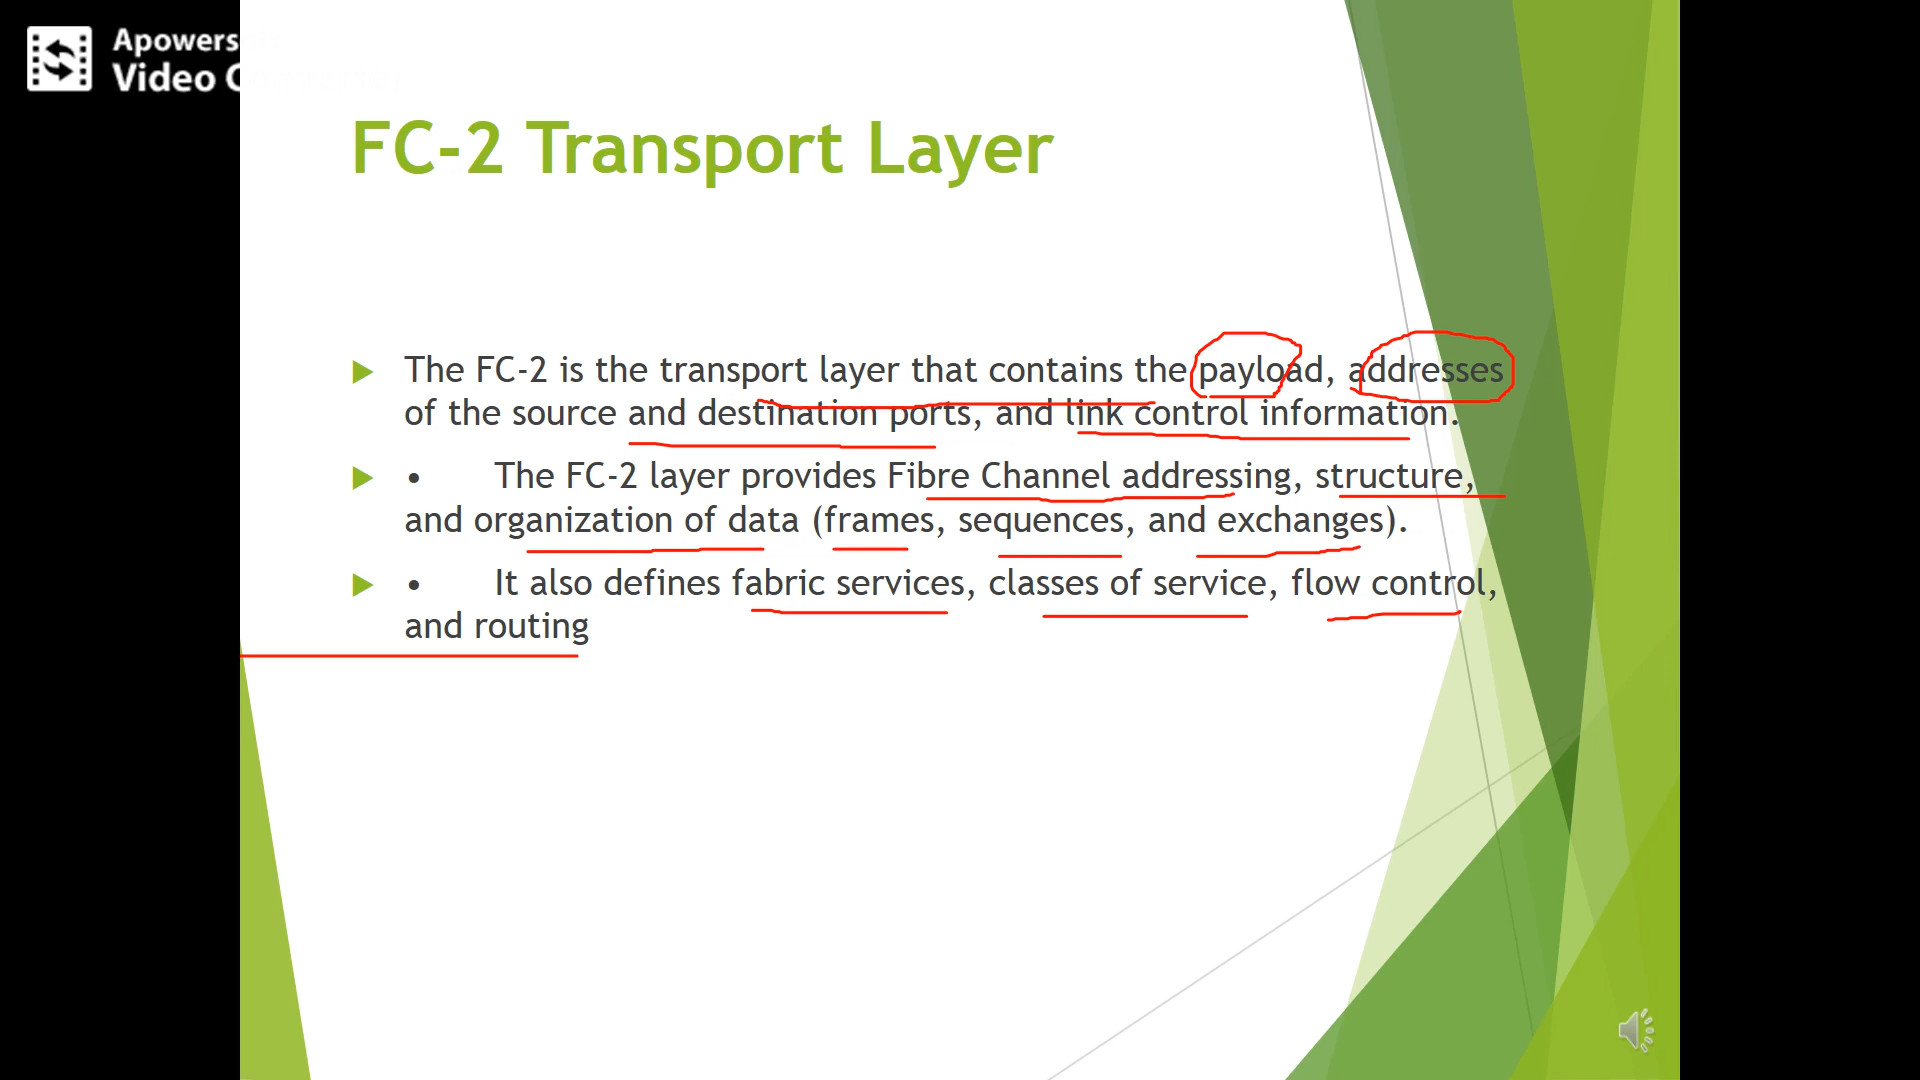 Apowers
Video
FC-2 Transport Layer
The FC-2 is the transport layer that contains the payload, addresses
of the source and destination ports, and link control information.
• The FC-2 layer provides Fibre Channel addressing, structure,
and organization of data (frames, sequences, and exchanges).
• It also defines fabric services, classes of service, flow control,
and routing